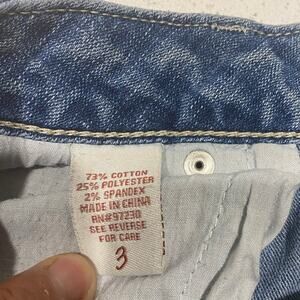 73% COTTON
25% POLYESTER
2% SPANDEX
MADE IN CHINA
RN#97230
SEE REVERSE
FOR CARE
3